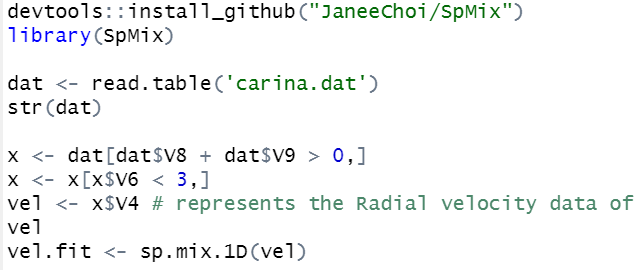 devtools::install_github("JaneeChoi/SpMix")
library(SpMix)
dat <- read.table('carina.dat')
str(dat)
x <- dat[dat$V8 + dat$V9 > 0,]
x <- x[x$V6 < 3,]
vel <- x$V4 # represents the Radial velocity data of
vel
vel.fit <- sp.mix.1D(vel)